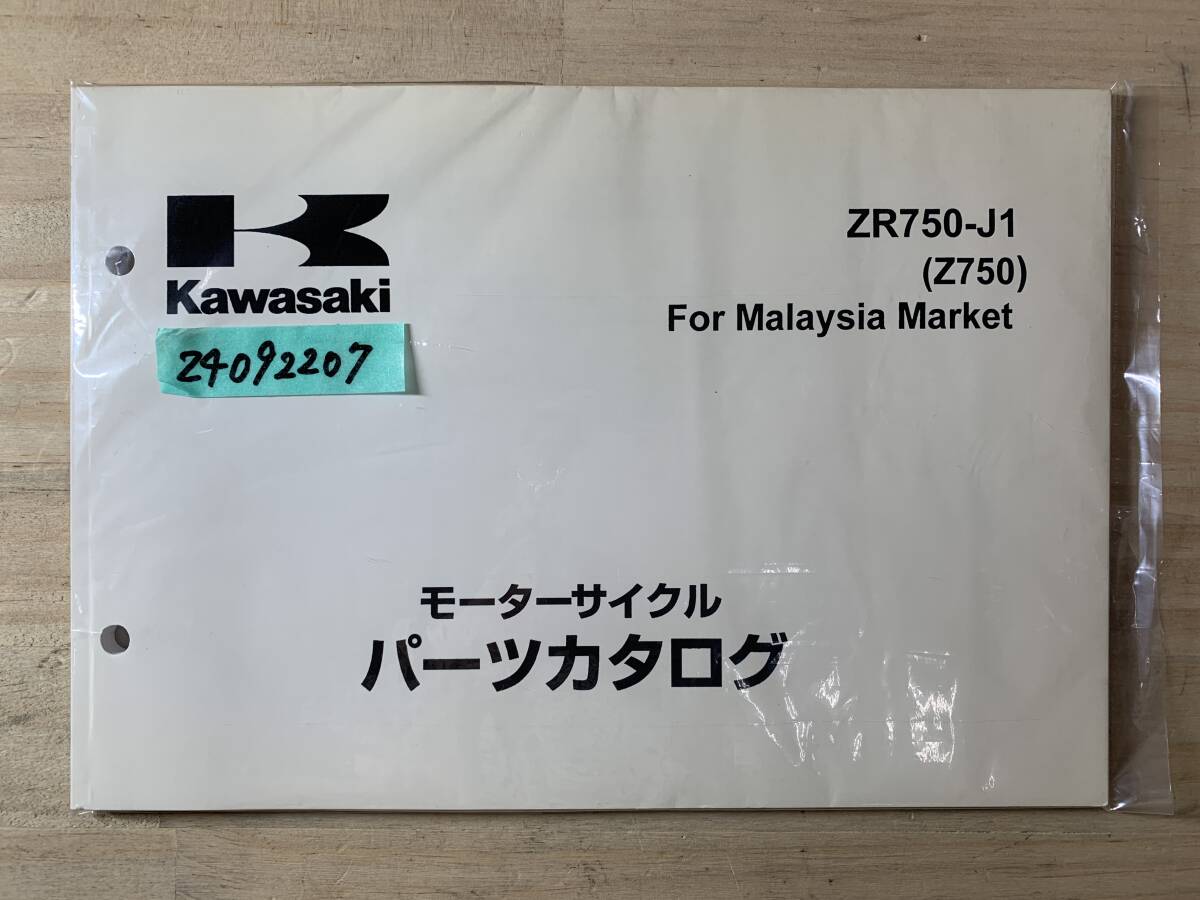 Kawasaki
24092207
ZR750-J1
(Z750)
For Malaysia Market
モーターサイクル
パーツカタログ